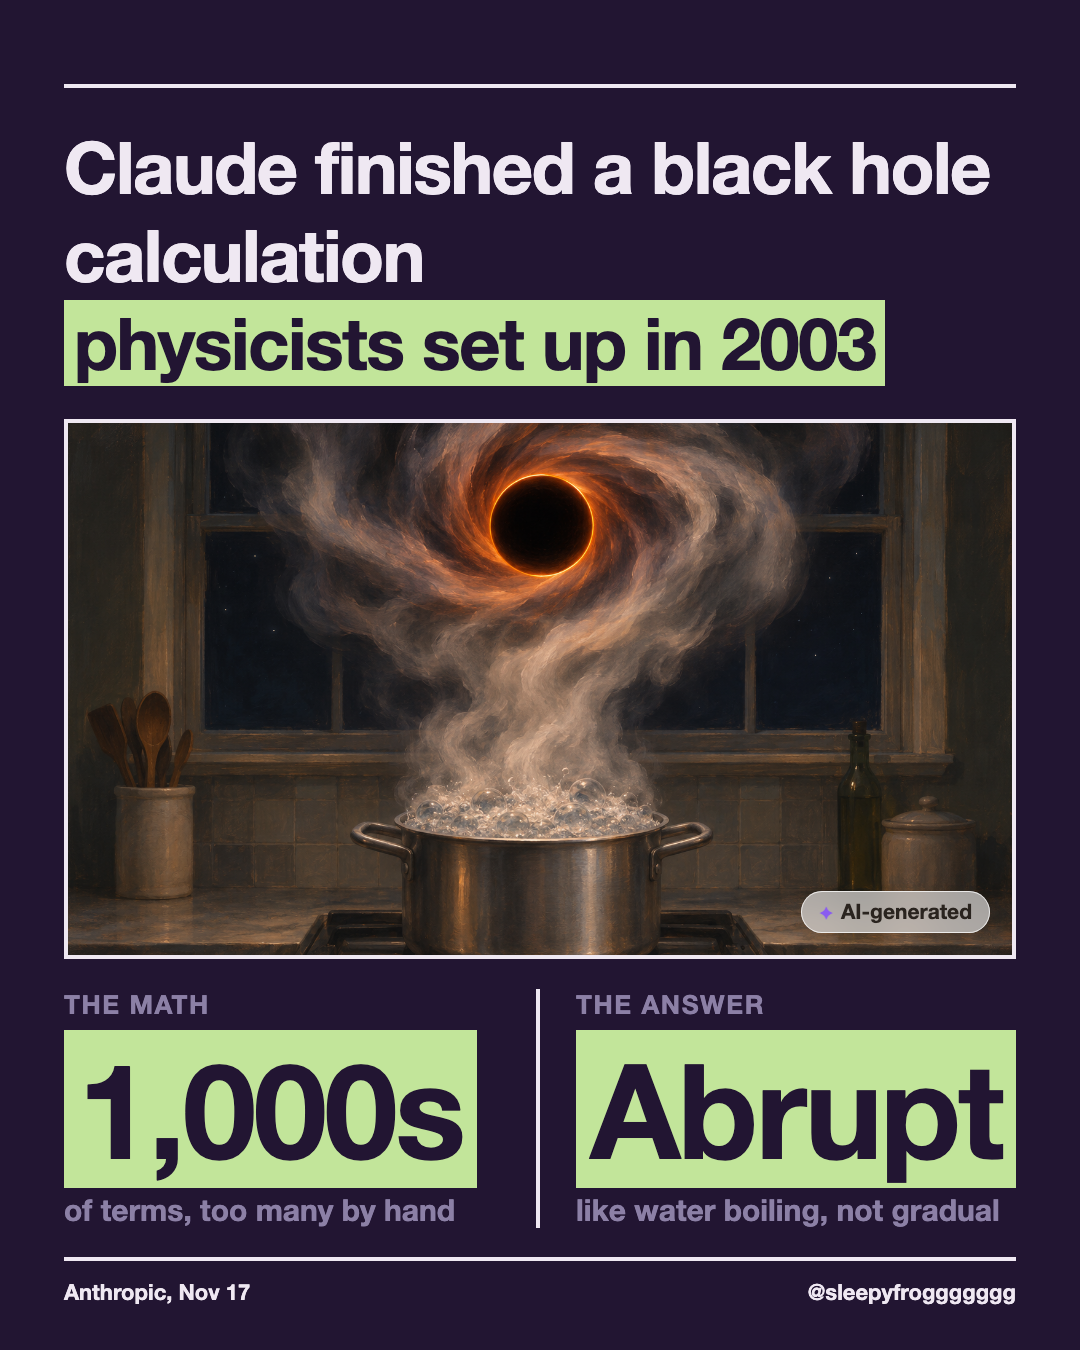 Claude finished a black hole
calculation
physicists set up in 2003
AI-generated
THE MATH
1,000s
of terms, too many by hand
THE ANSWER
Abrupt
like water boiling, not gradual
Anthropic, Nov 17
@sleepyfrogggggggg